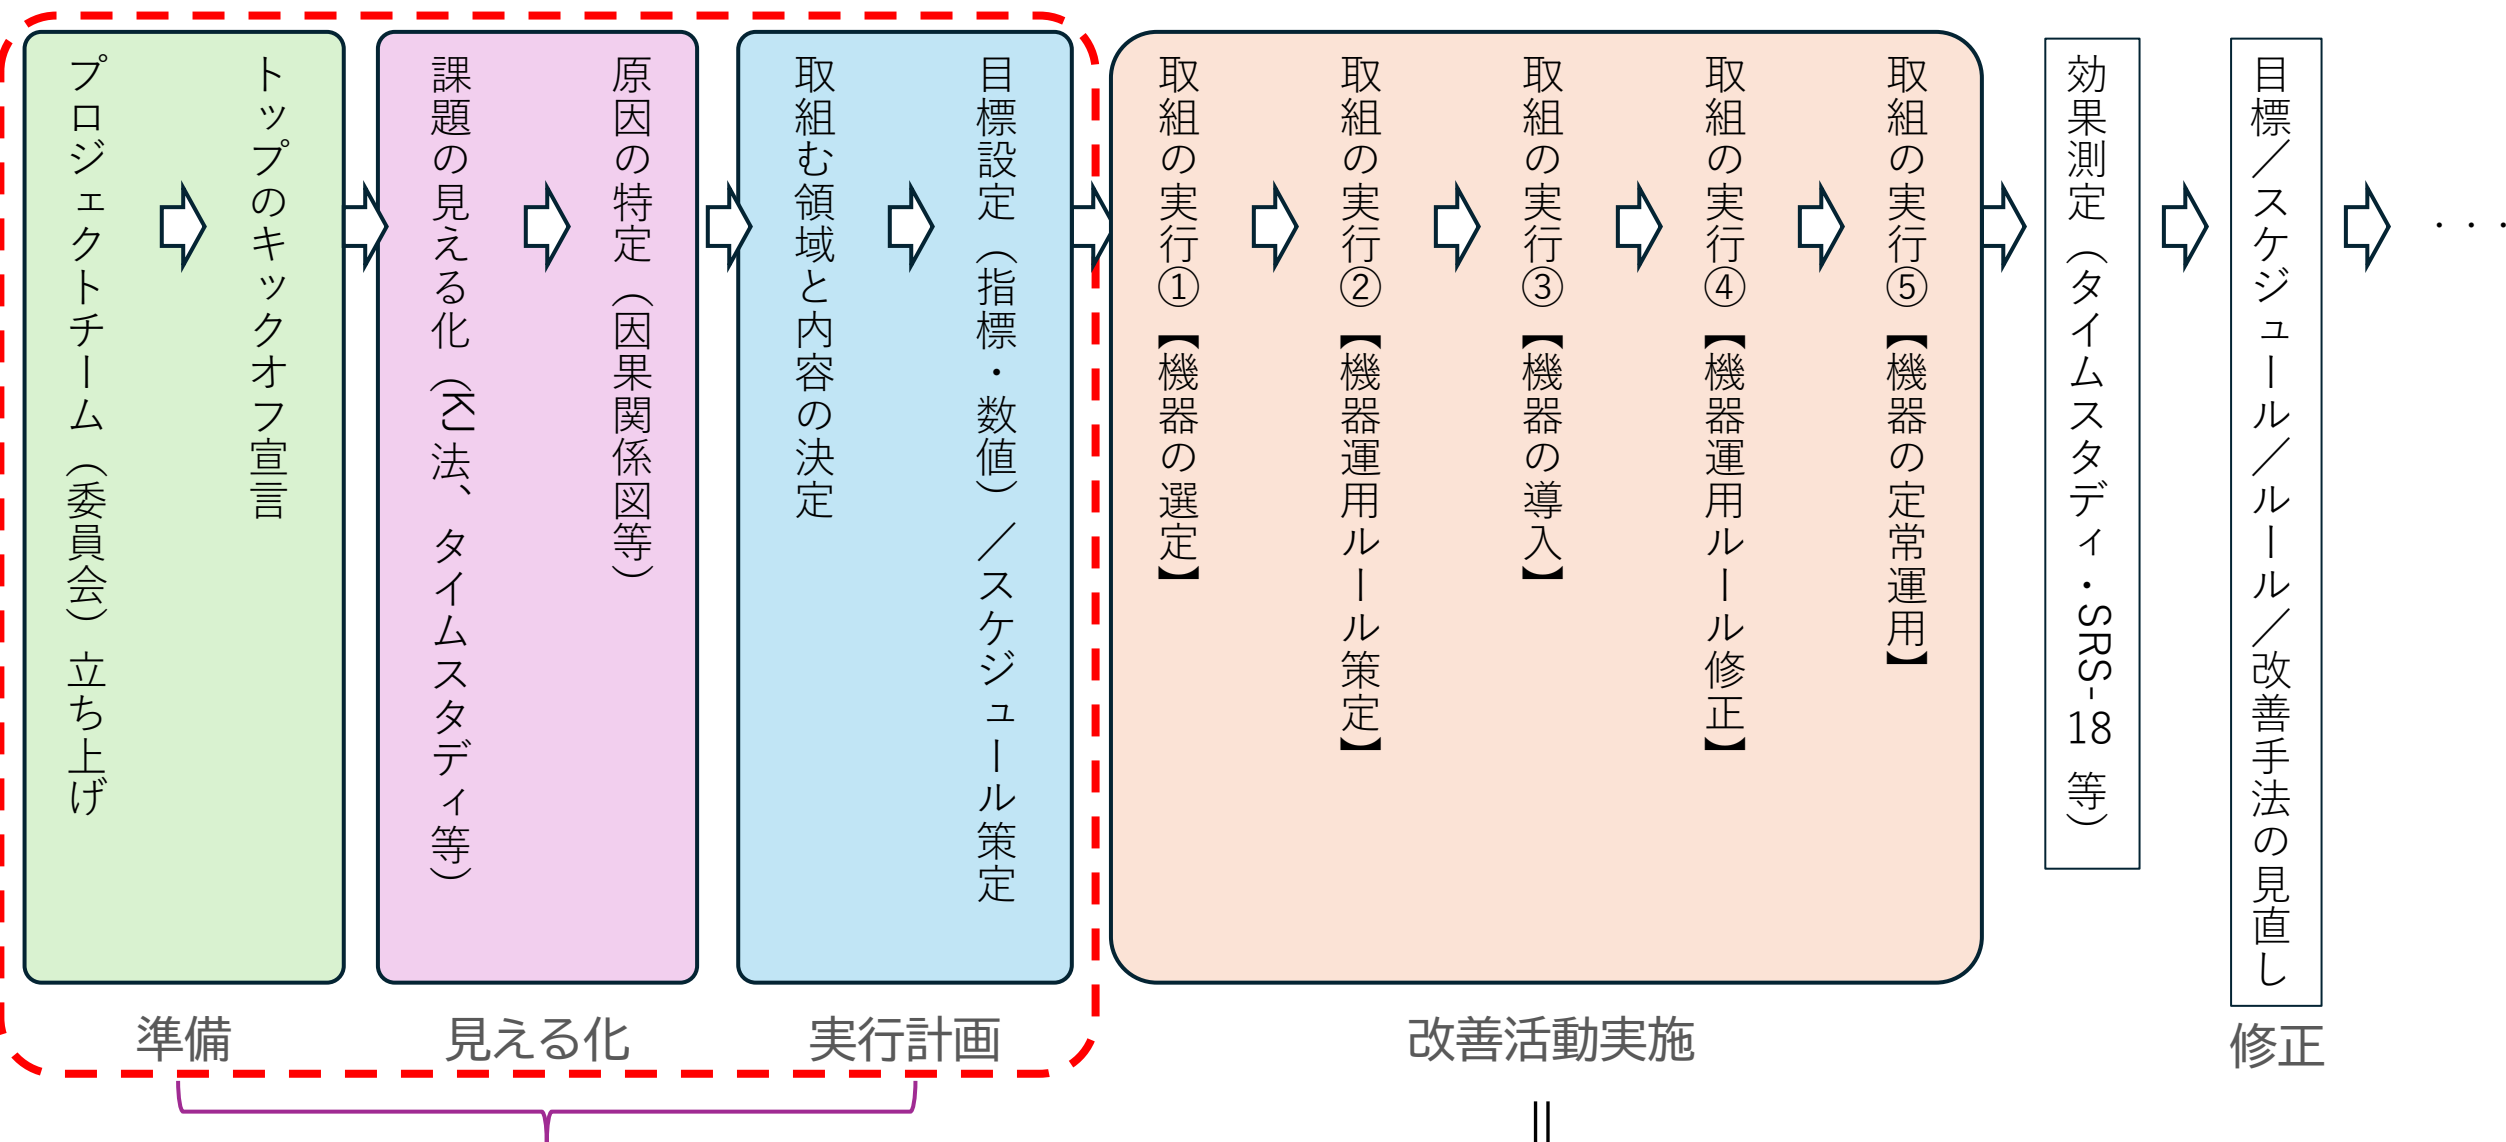 プロジェクトチーム（委員会）立ち上げ
トップのキックオフ宣言
課題の見える化（KJ法、タイムスタディ等）
原因の特定（因果関係図等）
取組む領域と内容の決定
目標設定（指標・数値）／スケジュール策定
取組の実行①【機器の選定】
取組の実行②【機器運用ルール策定】
取組の実行③【機器の導入】
取組の実行④【機器運用ルール修正】
取組の実行⑤【機器の定常運用】
効果測定（タイムスタディ・SRS-18等）
目標／スケジュール／ルール／改善手法の見直し
・・・
準備
見える化
実行計画
改善活動実施
修正